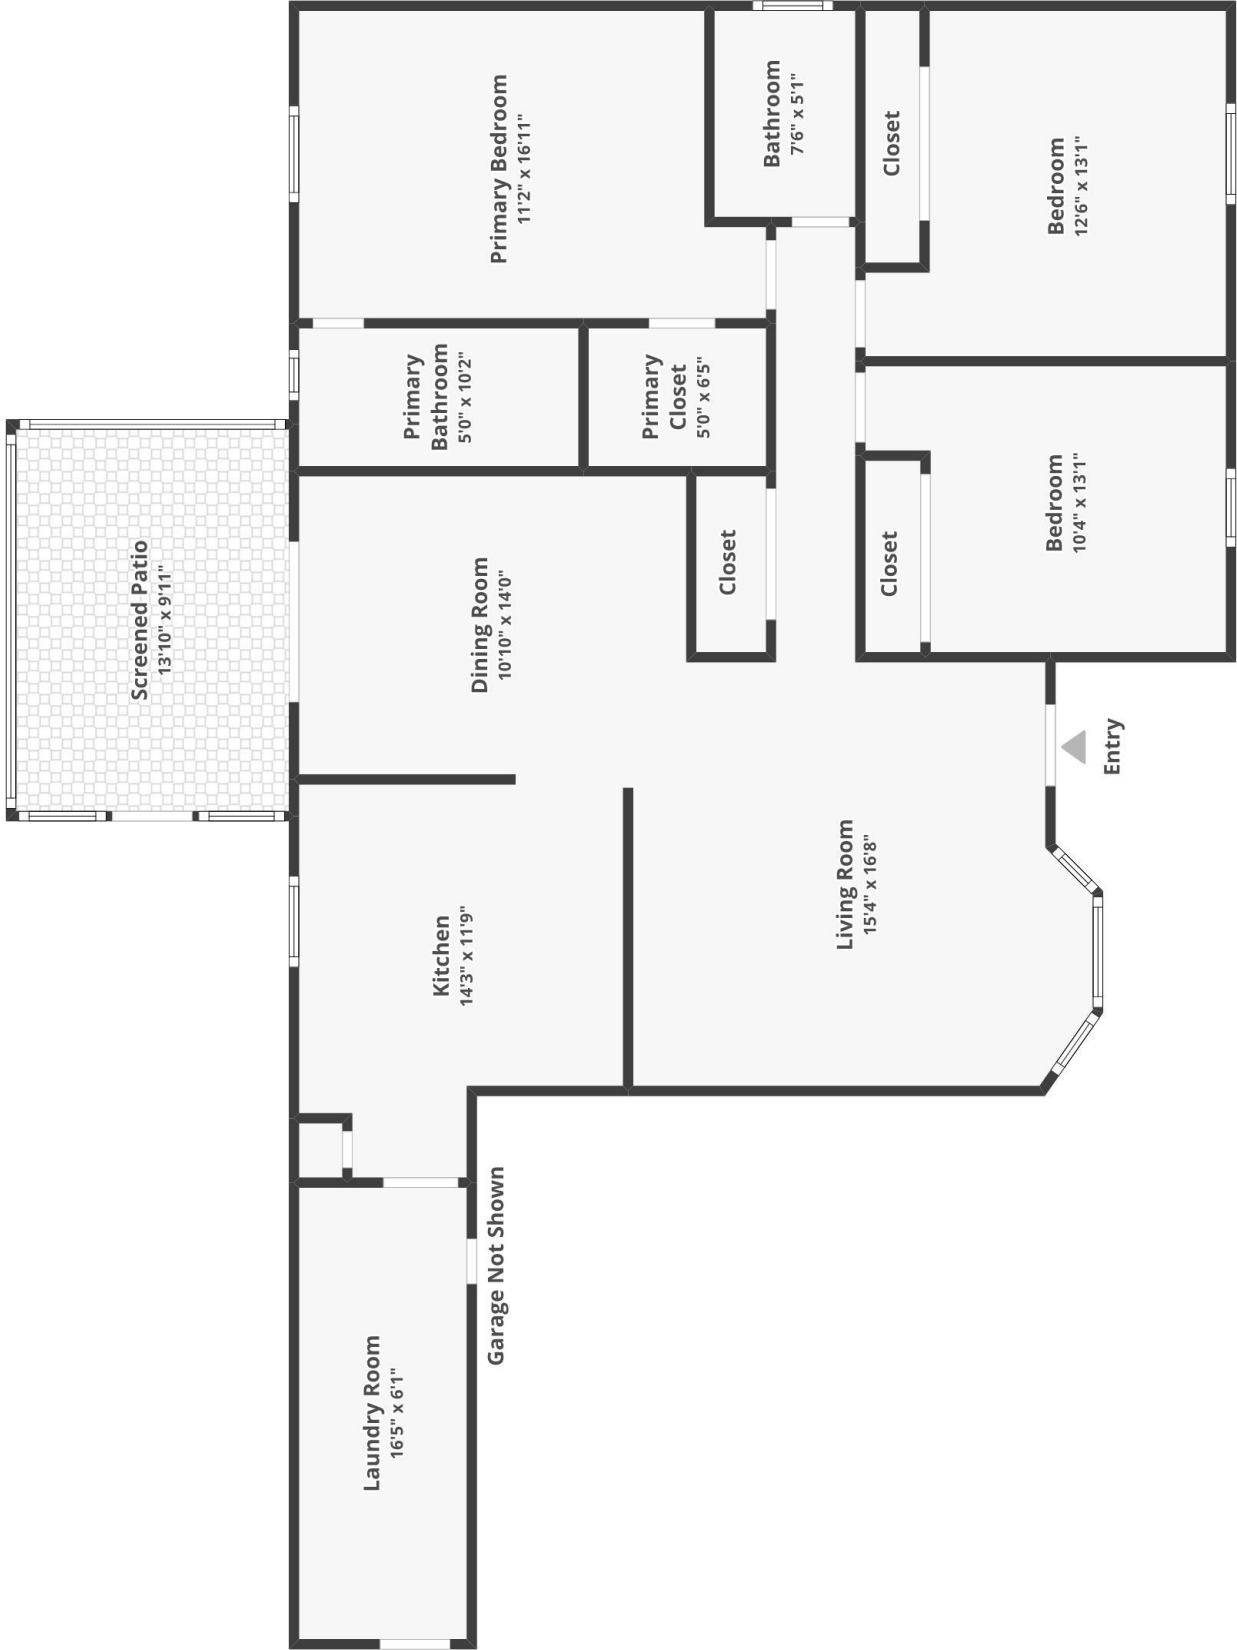 Primary Bedroom
11'2" x 16'11"
Bathroom
7'6" x 5'1"
Closet
Bedroom
12'6" x 13'1"
Primary
Bathroom
5'0" x 10'2"
Primary
Closet
5'0" x 6'5"
Screened Patio
13'10" x 9'11"
Dining Room
10'10" x 14'0"
Closet
Closet
Bedroom
10'4" x 13'1"
Entry
Kitchen
14'3" x 11'9"
Living Room
15'4" x 16'8"
Garage Not Shown
Laundry Room
16'5" x 6'1"